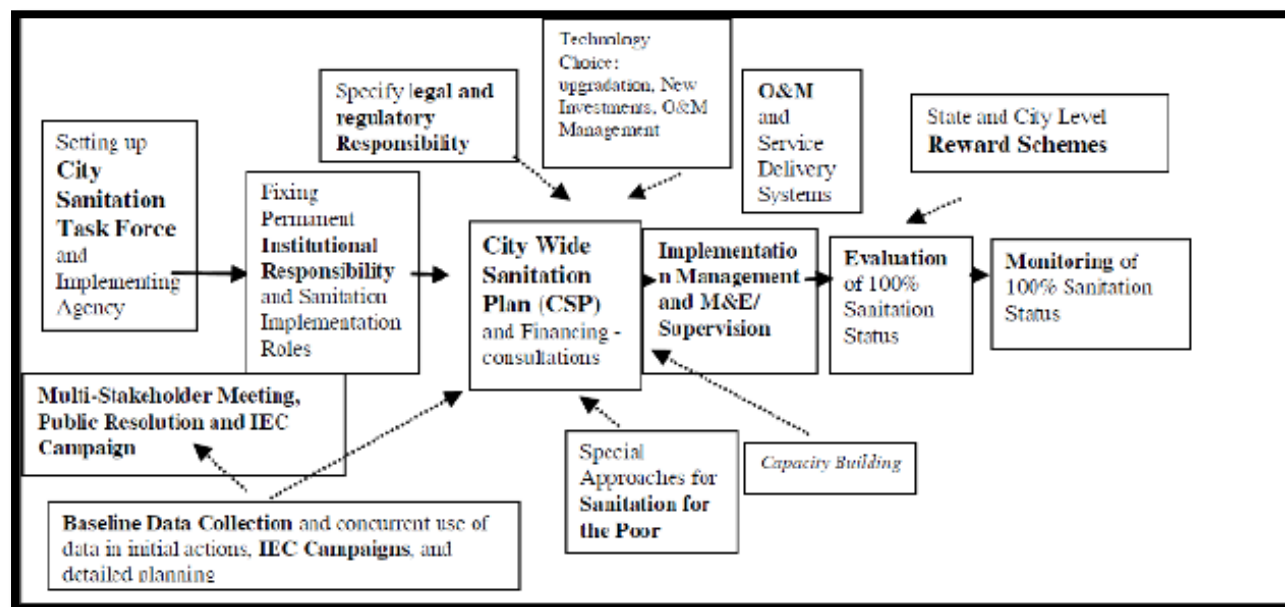 Technology
Choice:
upgradation, New
Investments, O&M
Management
Specify legal and
regulatory
Responsibility
O&M
and
Service
Delivery
Systems
State and City Level
Reward Schemes
Setting up
City
Sanitation
Task Force
and
Implementing
Agency
Fixing
Permanent
Institutional
Responsibility
and Sanitation
Implementation
Roles
City Wide
Sanitation
Plan (CSP)
and Financing -
consultations
Implementatio
n Management
and M&E/
Supervision
Evaluation
of 100%
Sanitation
Status
Monitoring of
100% Sanitation
Status
Multi-Stakeholder Meeting,
Public Resolution and IEC
Campaign
Special
Approaches for
Sanitation for
the Poor
Capacity Building
Baseline Data Collection and concurrent use of
data in initial actions, IEC Campaigns, and
detailed planning